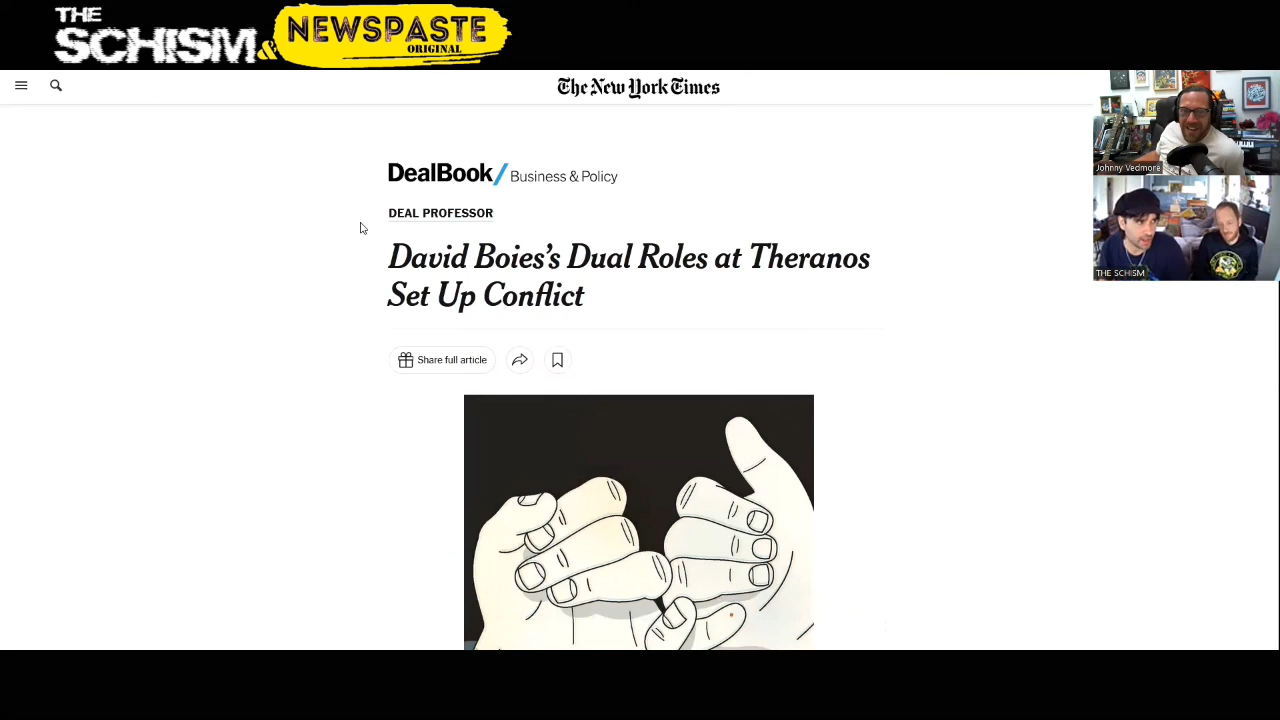 THE
SCHISM
& NEWSPASTE
ORIGINAL
The New York Times
Johnny Vedmore
THE SCHISM
DealBook/ Business & Policy
DEAL PROFESSOR
David Boies’s Dual Roles at Theranos
Set Up Conflict
Share full article